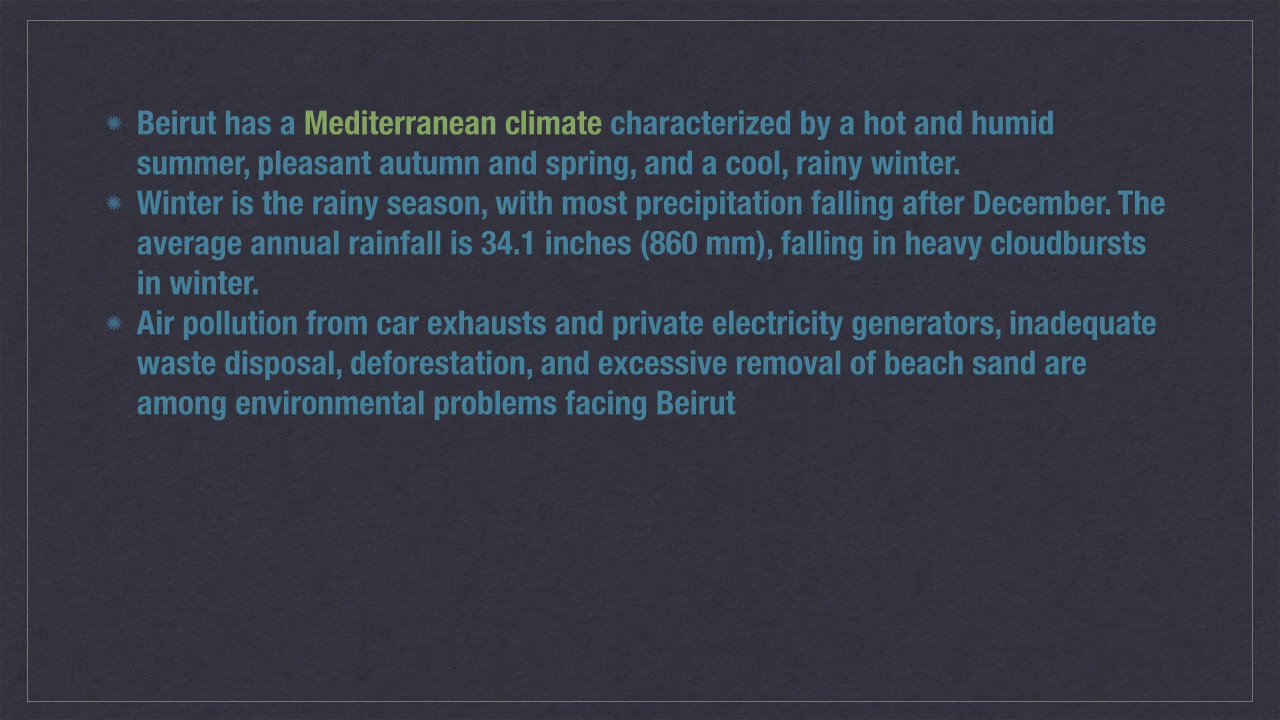 Beirut has a Mediterranean climate characterized by a hot and humid
summer, pleasant autumn and spring, and a cool, rainy winter.
Winter is the rainy season, with most precipitation falling after December. The
average annual rainfall is 34.1 inches (860 mm), falling in heavy cloudbursts
in winter.
Air pollution from car exhausts and private electricity generators, inadequate
waste disposal, deforestation, and excessive removal of beach sand are
among environmental problems facing Beirut